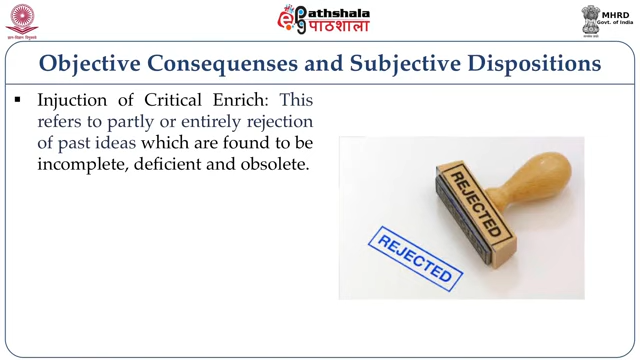 Pathshala
पाठशाला
MHRD
Govt. of India
Objective Consequenses and Subjective Dispositions
▪ Injuction of Critical Enrich: This
refers to partly or entirely rejection
of past ideas which are found to be
incomplete, deficient and obsolete.
REJECTED
REJECTED